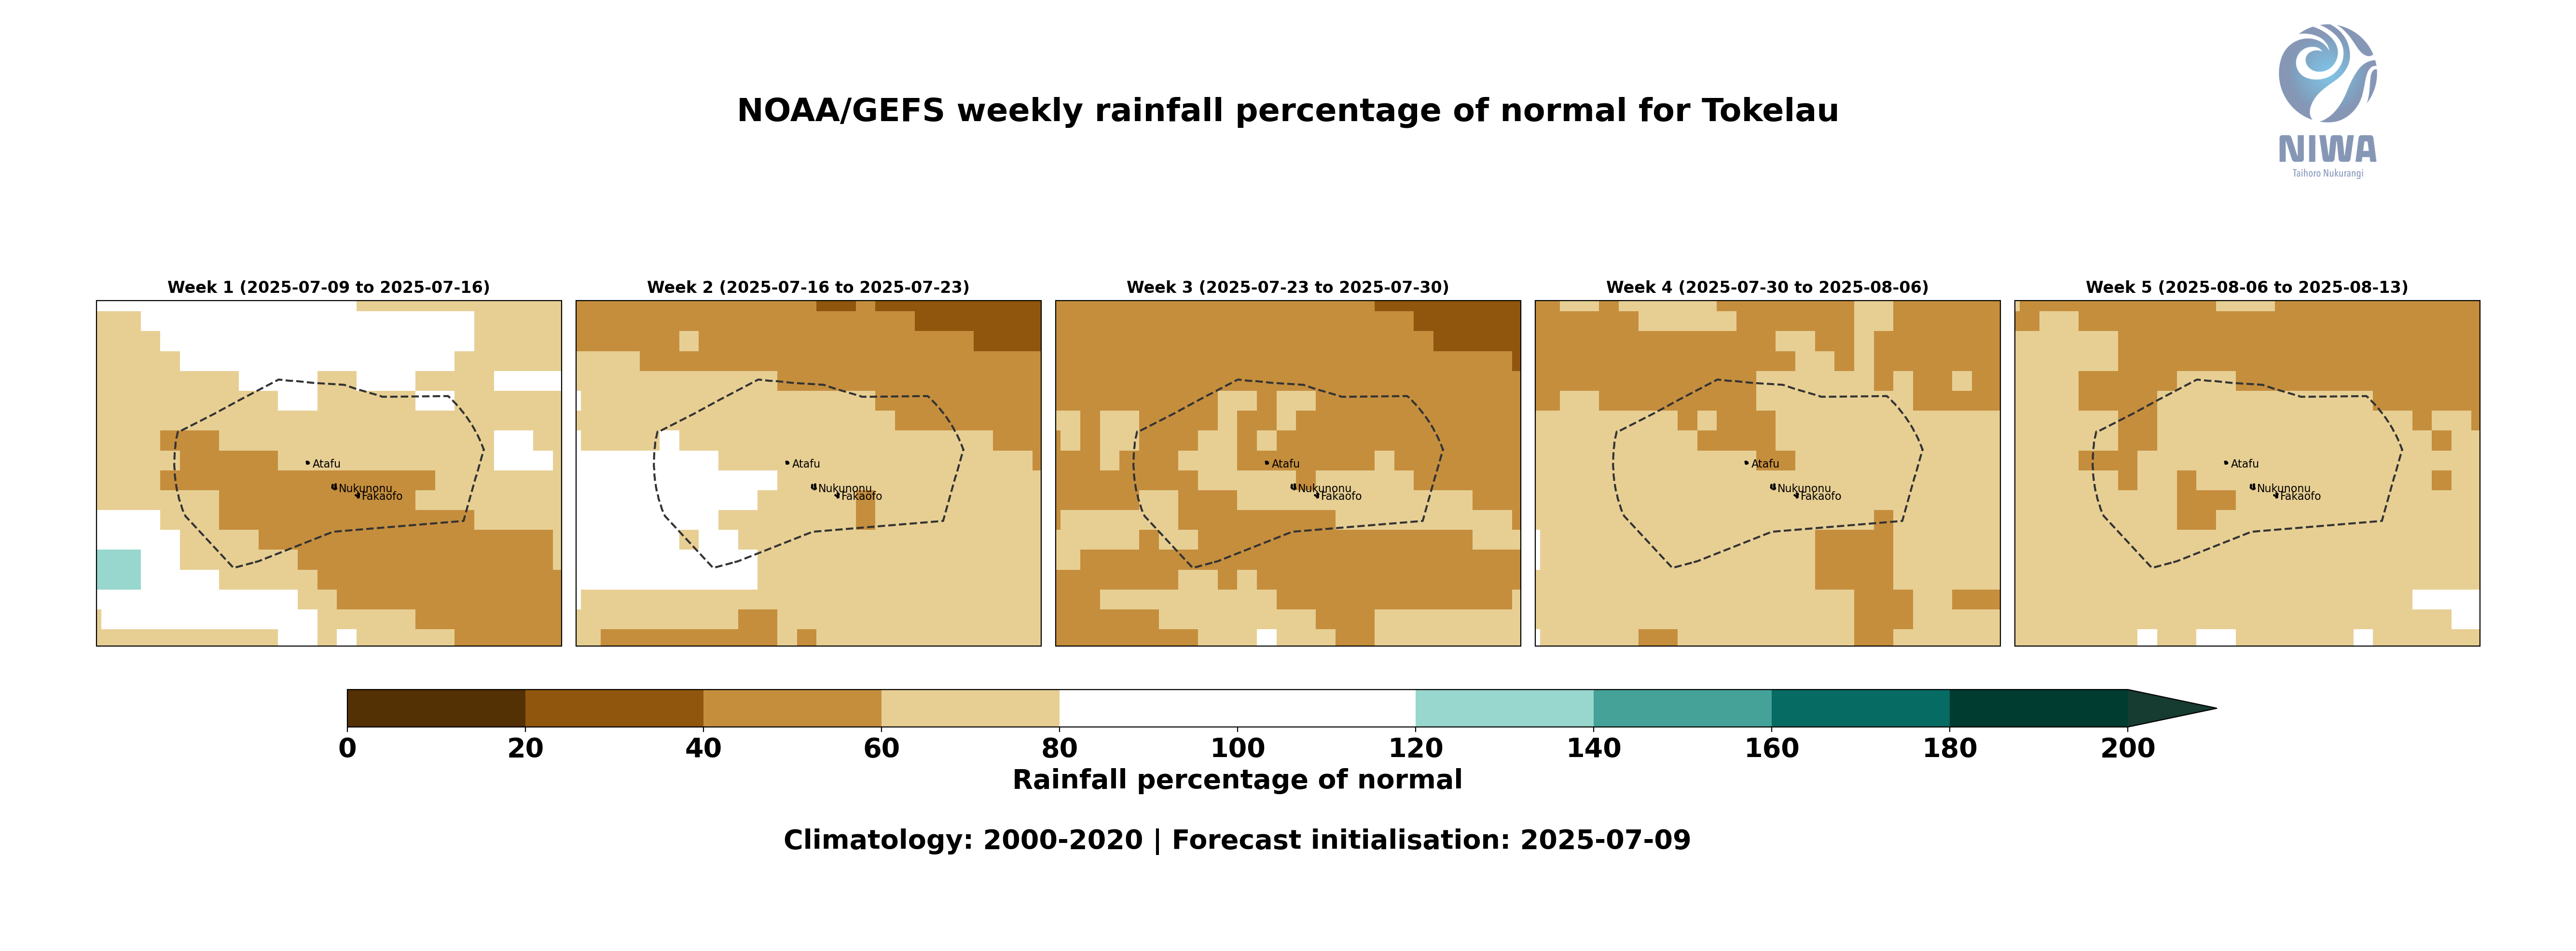 NOAA/GEFS weekly rainfall percentage of normal for Tokelau
NIWA
Taihoro Nukurangi
Week 1 (2025-07-09 to 2025-07-16)
Week 2 (2025-07-16 to 2025-07-23)
Week 3 (2025-07-23 to 2025-07-30)
Week 4 (2025-07-30 to 2025-08-06)
Week 5 (2025-08-06 to 2025-08-13)
Atafu
Nukunonu
Fakaofo
Atafu
Nukunonu
Fakaofo
Atafu
Nukunonu
Fakaofo
Atafu
Nukunonu
Fakaofo
Atafu
Nukunonu
Fakaofo
0 20 40 60 80 100 120 140 160 180 200
Rainfall percentage of normal
Climatology: 2000-2020 | Forecast initialisation: 2025-07-09